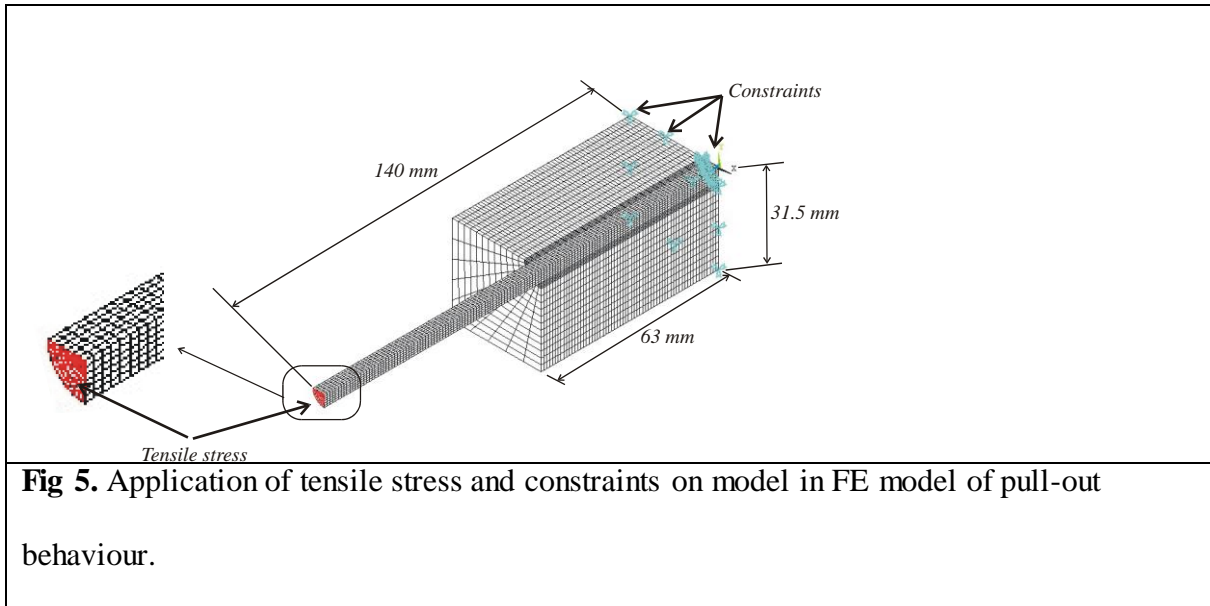 Constraints
140 mm
31.5 mm
63 mm
Tensile stress
Fig 5. Application of tensile stress and constraints on model in FE model of pull-out
behaviour.